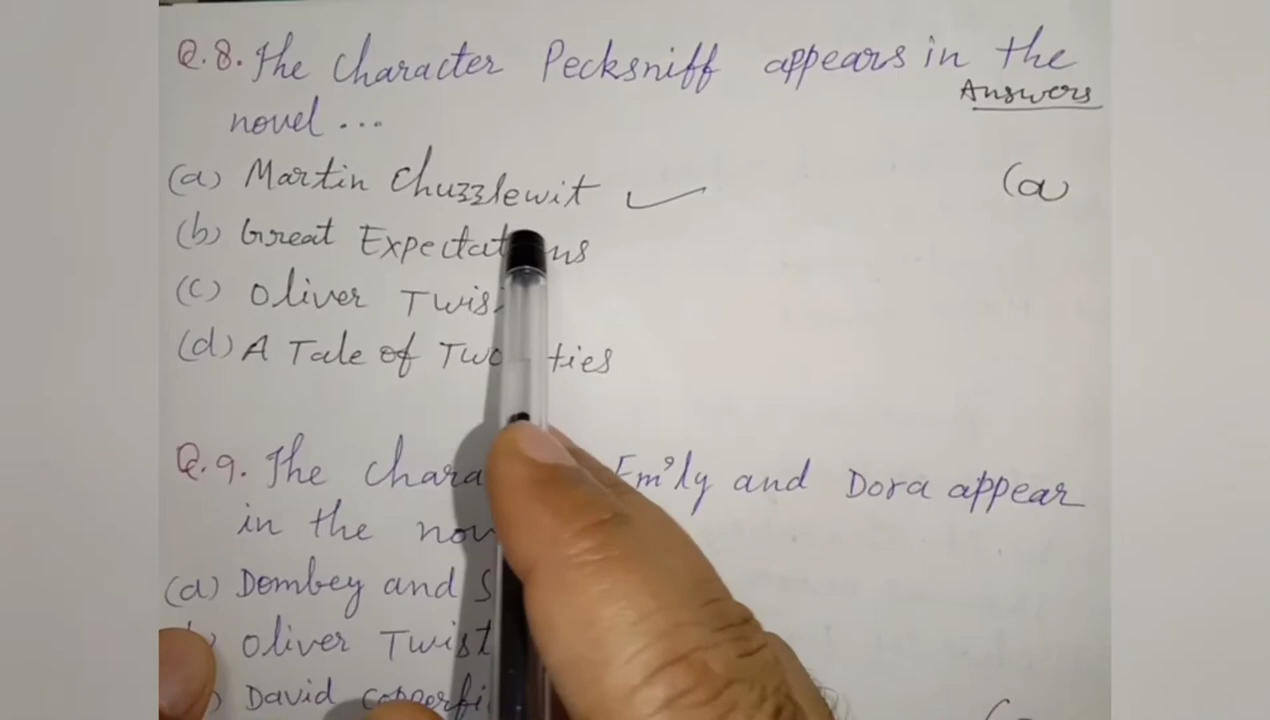 Q.8. The character Pecksniff appears in the
Answers
novel ...
(a) Martin Chuzzlewit ✓
(a)
(b) Great
(c) Oliver
(d) A Tale of
Q.9. The Emily and Dora appear
in the
(a) Dombey and
Oliver Twist
David